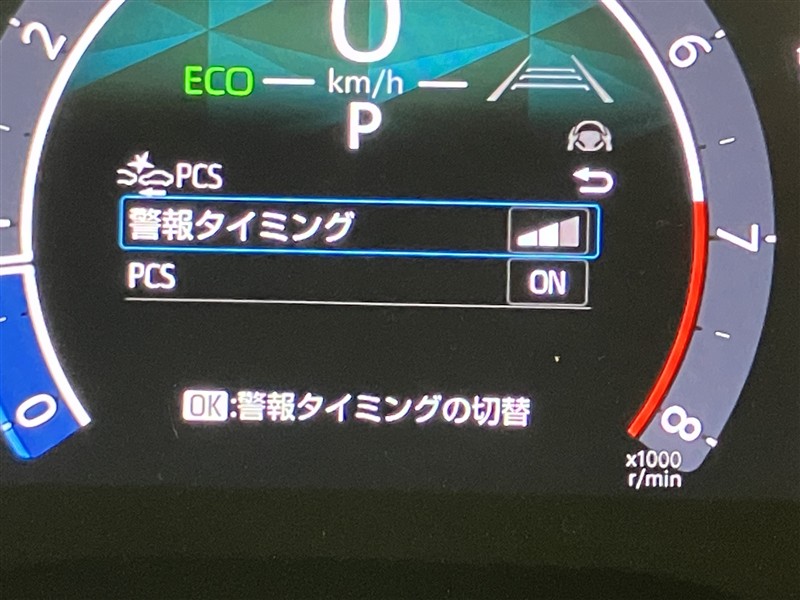 0
2
6
ECO
km/h
P
PCS
警報タイミング
7
PCS
ON
0
OK:警報タイミングの切替
8
x1000
r/min